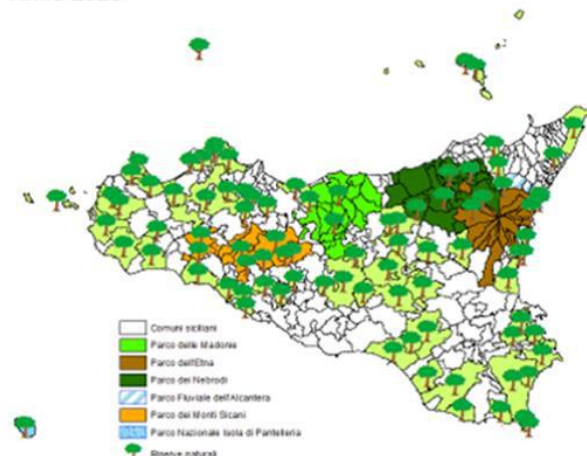 Comuni siciliani
Parco delle Madonie
Parco dell'Etna
Parco dei Nebrodi
Parco Fluviale dell'Alcantera
Parco dei Monti Sicani
Parco Nazionale Isola di Pantelleria
Riserve naturali